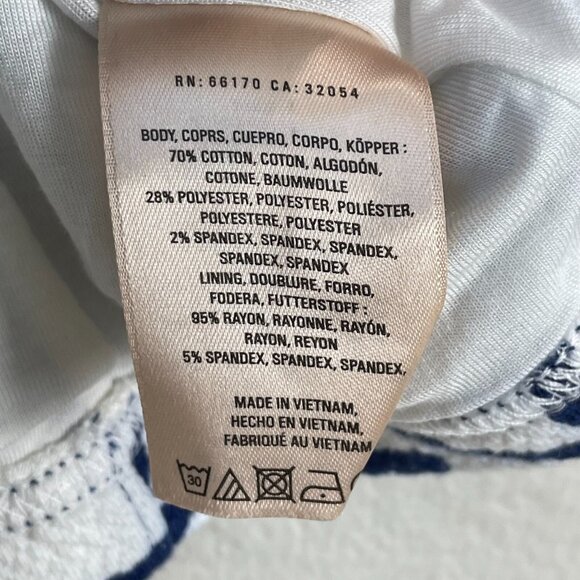 RN: 66170 CA: 32054
BODY, COPRS, CUEPRO, CORPO, KÖPPER :
70% COTTON, COTON, ALGODÓN,
COTONE, BAUMWOLLE
28% POLYESTER, POLYESTER, POLIÉSTER,
POLYESTERE, POLYESTER
2% SPANDEX, SPANDEX, SPANDEX,
SPANDEX, SPANDEX
LINING, DOUBLURE, FORRO,
FODERA, FUTTERSTOFF :
95% RAYON, RAYONNE, RAYÓN,
RAYON, REYON
5% SPANDEX, SPANDEX, SPANDEX,
MADE IN VIETNAM,
HECHO EN VIETNAM,
FABRIQUÉ AU VIETNAM
30